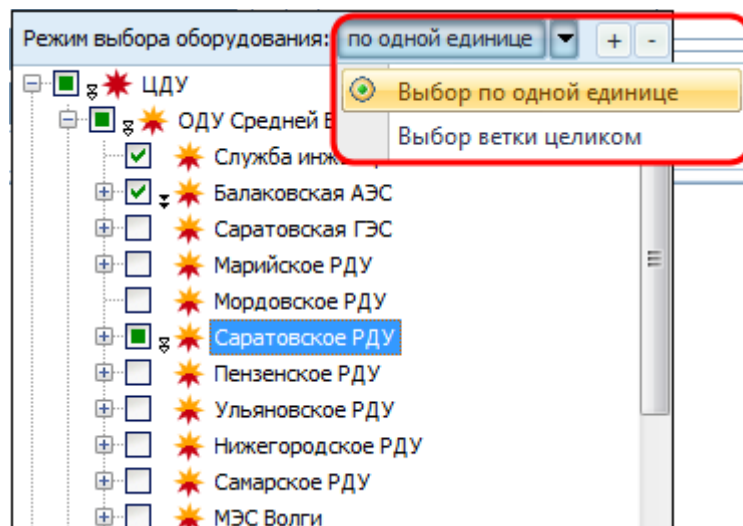 Режим выбора оборудования: по одной единице + -
ЦДУ
Выбор по одной единице
ОДУ Средней
Выбор ветки целиком
Служба
Балаковская АЭС
Саратовская ГЭС
Марийское РДУ
Мордовское РДУ
Саратовское РДУ
Пензенское РДУ
Ульяновское РДУ
Нижегородское РДУ
Самарское РДУ
МЭС Волги